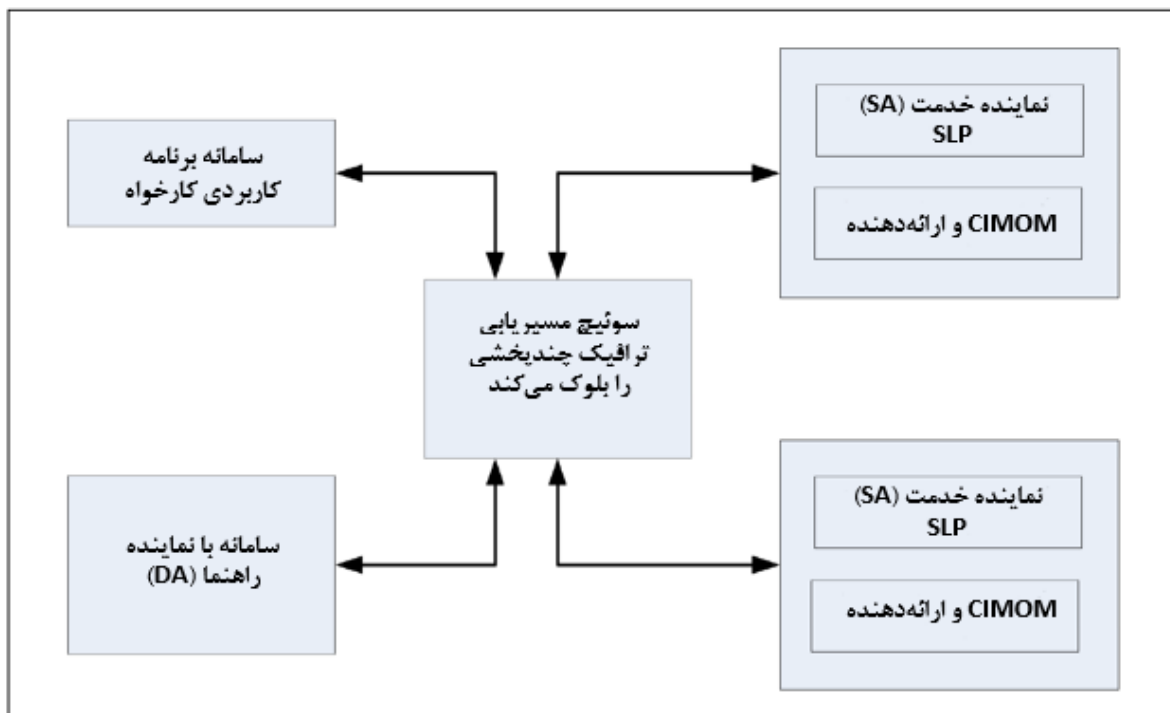 نماینده خدمت (SA)
SLP
CIMOM و ارائه‌دهنده
سامانه برنامه
کاربردی کارخواه
سوئیچ مسیریابی
ترافیک چندپخشی
را بلوک می‌کند
نماینده خدمت (SA)
SLP
CIMOM و ارائه‌دهنده
سامانه با نماینده
راهنما (DA)